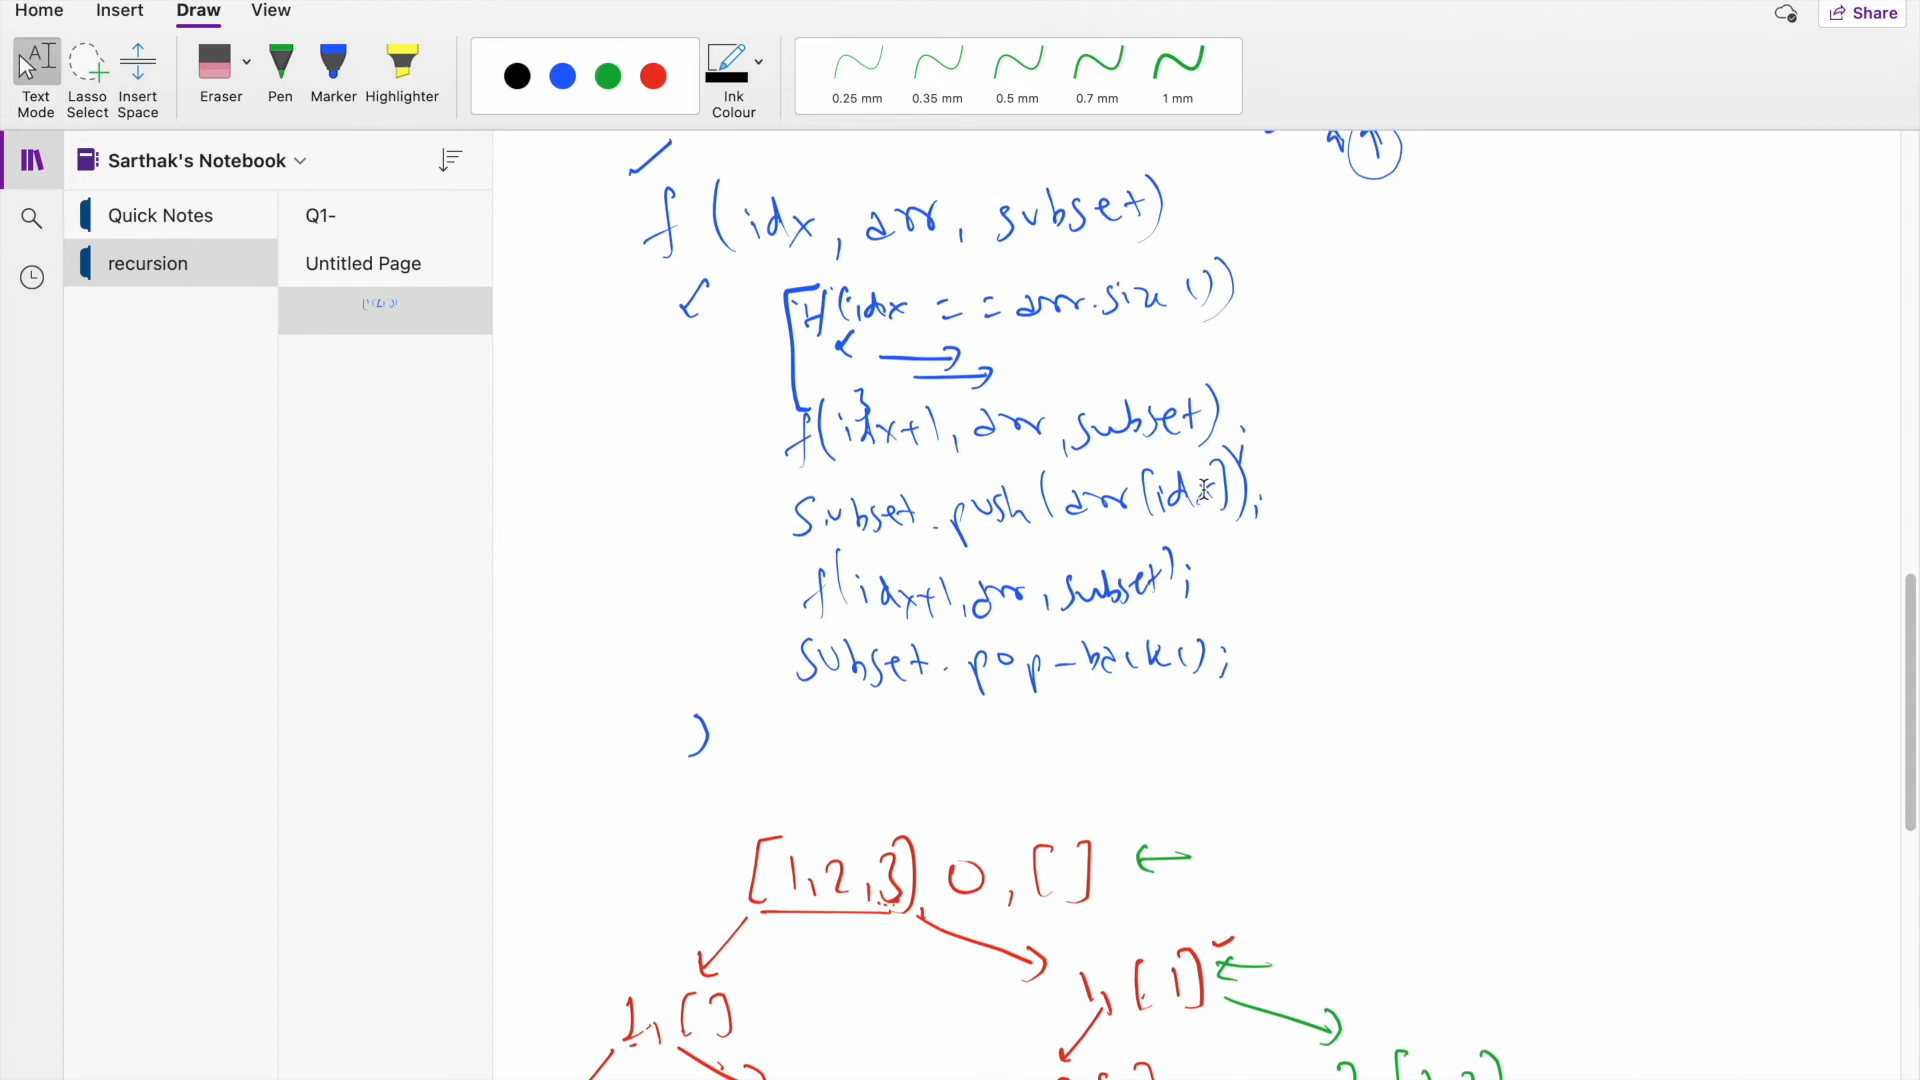 Home Insert Draw View
Share
Text Mode
Lasso Select
Insert Space
Eraser
Pen
Marker
Highlighter
Ink Colour
0.25 mm
0.35 mm
0.5 mm
0.7 mm
1 mm
Sarthak's Notebook
Quick Notes
recursion
Q1-
Untitled Page
f (idx, arr, subset)
{
if(idx == arr.size())
{
}
f(idx+1, arr, subset);
Subset.push(arr[idx]);
f(idx+1, arr, subset);
Subset.pop-back();
}
[1,2,3] 0, []
1, []
1, [1]